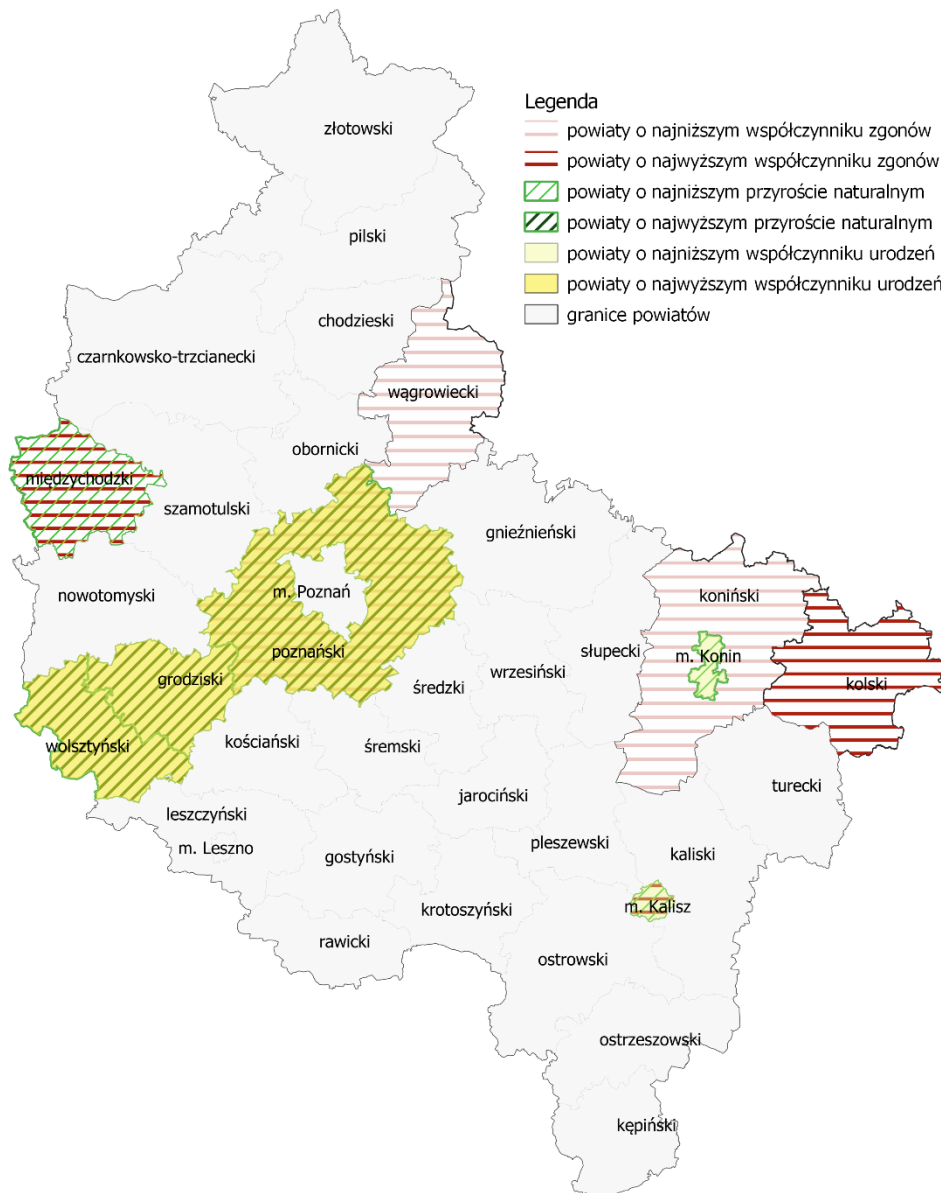 Legenda
powiaty o najniższym współczynniku zgonów
powiaty o najwyższym współczynniku zgonów
powiaty o najniższym przyroście naturalnym
powiaty o najwyższym przyroście naturalnym
powiaty o najniższym współczynniku urodzeń
powiaty o najwyższym współczynniku urodzeń
granice powiatów
złotowski
pilski
chodzieski
czarnkowsko-trzcianecki
wągrowiecki
obornicki
międzychodzki
szamotulski
gnieźnieński
nowotomyski
m. Poznań
koniński
poznański
słupecki
m. Konin
wrzesiński
grodziski
średzki
kolski
wolsztyński
kościański
śremski
turecki
jarociński
leszczyński
pleszewski
m. Leszno
gostyński
kaliski
krotoszyński
m. Kalisz
rawicki
ostrowski
ostrzeszowski
kępiński